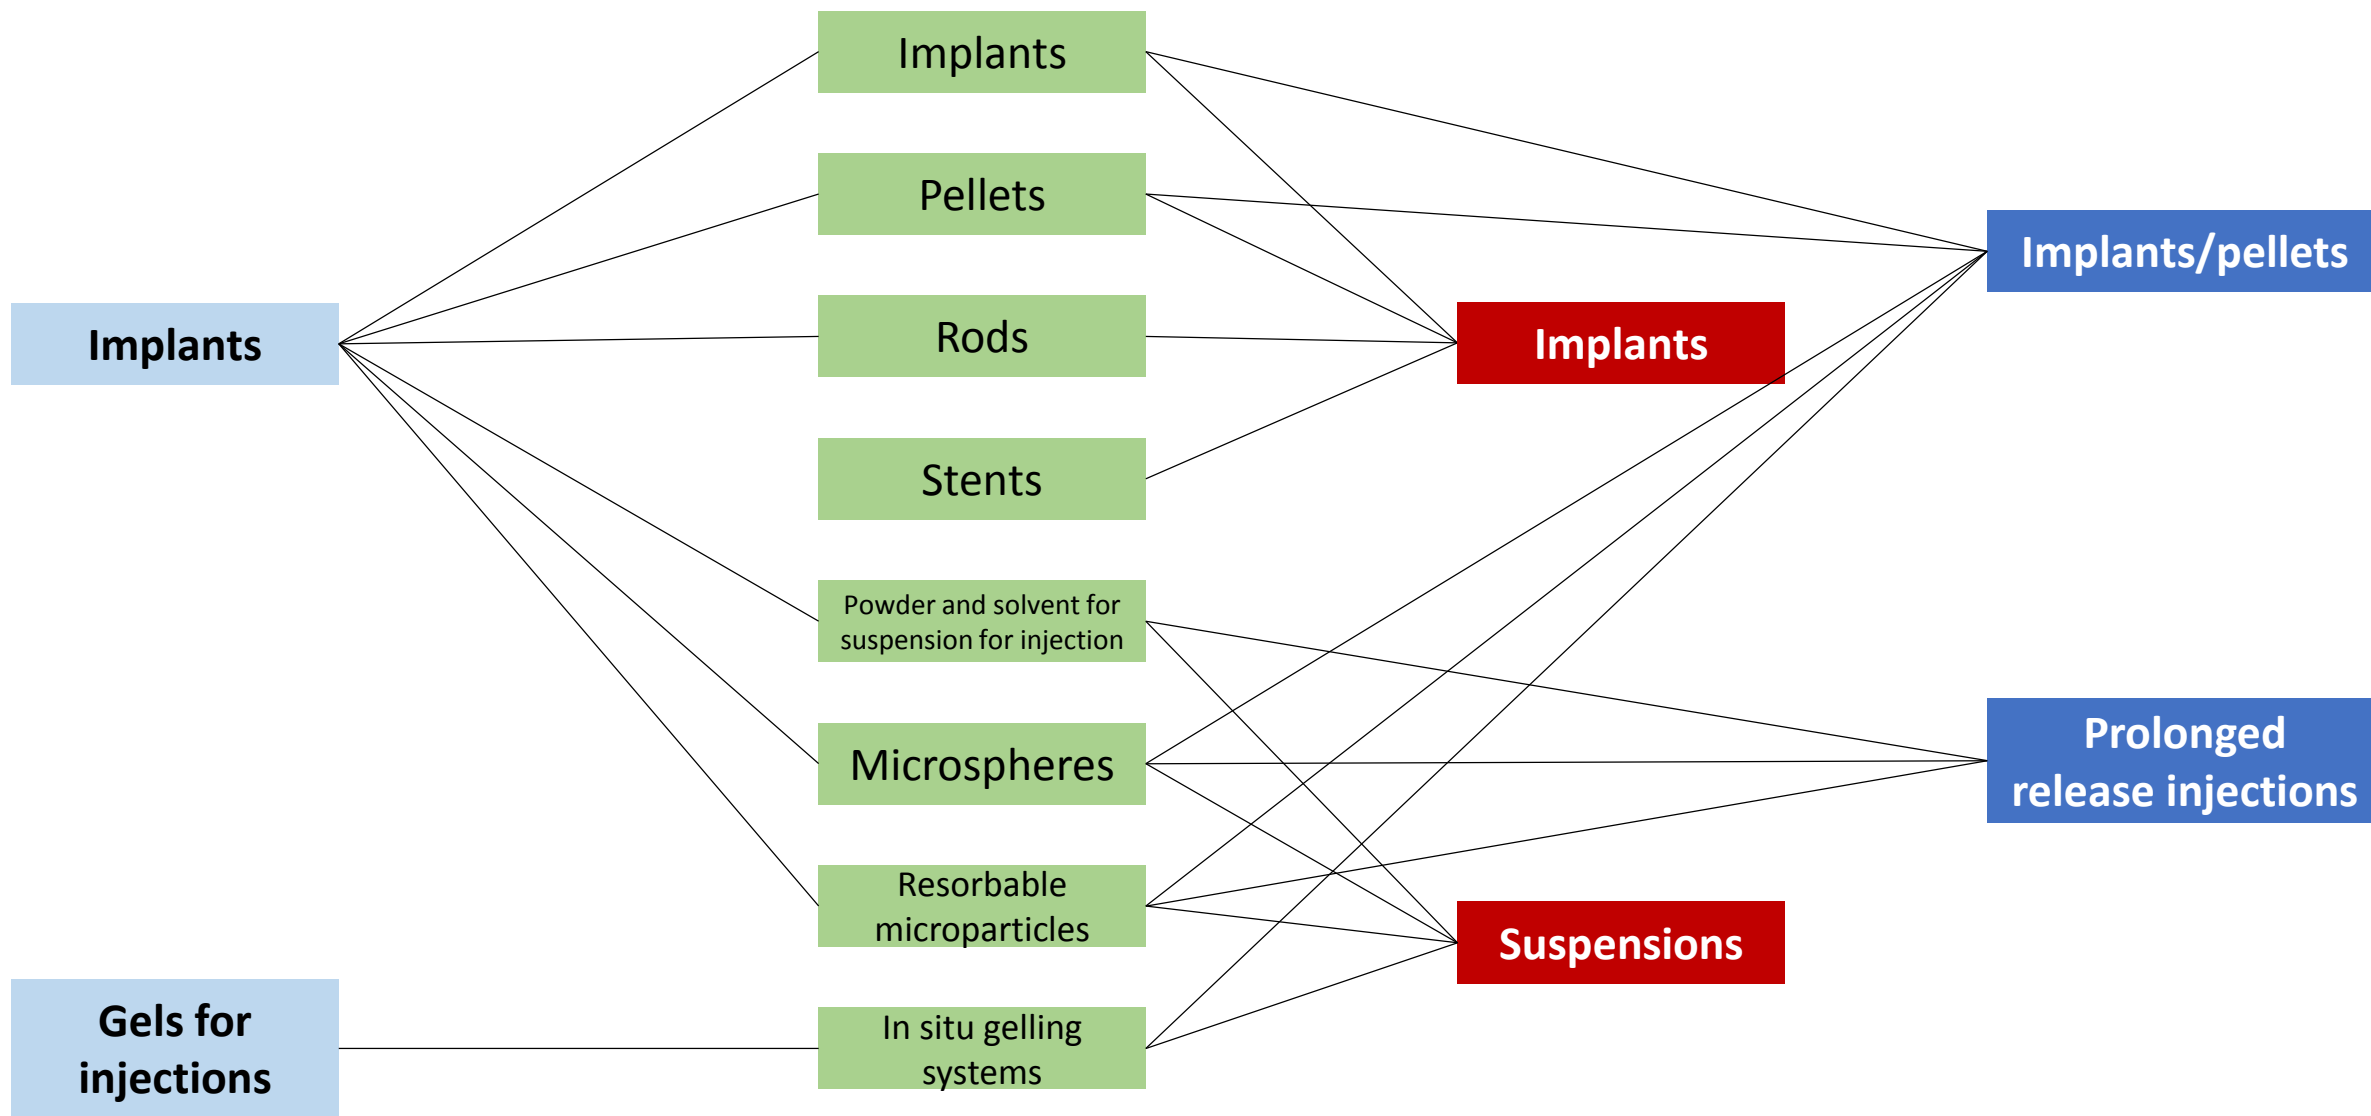 Implants
Gels for
injections
Implants
Pellets
Rods
Stents
Powder and solvent for
suspension for injection
Microspheres
Resorbable
microparticles
In situ gelling
systems
Implants
Suspensions
Implants/pellets
Prolonged
release injections